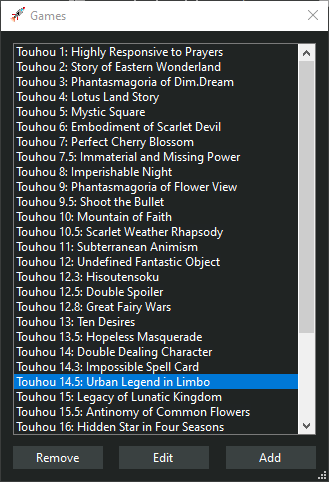 Games
Touhou 1: Highly Responsive to Prayers
Touhou 2: Story of Eastern Wonderland
Touhou 3: Phantasmagoria of Dim.Dream
Touhou 4: Lotus Land Story
Touhou 5: Mystic Square
Touhou 6: Embodiment of Scarlet Devil
Touhou 7: Perfect Cherry Blossom
Touhou 7.5: Immaterial and Missing Power
Touhou 8: Imperishable Night
Touhou 9: Phantasmagoria of Flower View
Touhou 9.5: Shoot the Bullet
Touhou 10: Mountain of Faith
Touhou 10.5: Scarlet Weather Rhapsody
Touhou 11: Subterranean Animism
Touhou 12: Undefined Fantastic Object
Touhou 12.3: Hisoutensoku
Touhou 12.5: Double Spoiler
Touhou 12.8: Great Fairy Wars
Touhou 13: Ten Desires
Touhou 13.5: Hopeless Masquerade
Touhou 14: Double Dealing Character
Touhou 14.3: Impossible Spell Card
Touhou 14.5: Urban Legend in Limbo
Touhou 15: Legacy of Lunatic Kingdom
Touhou 15.5: Antinomy of Common Flowers
Touhou 16: Hidden Star in Four Seasons
Remove Edit Add